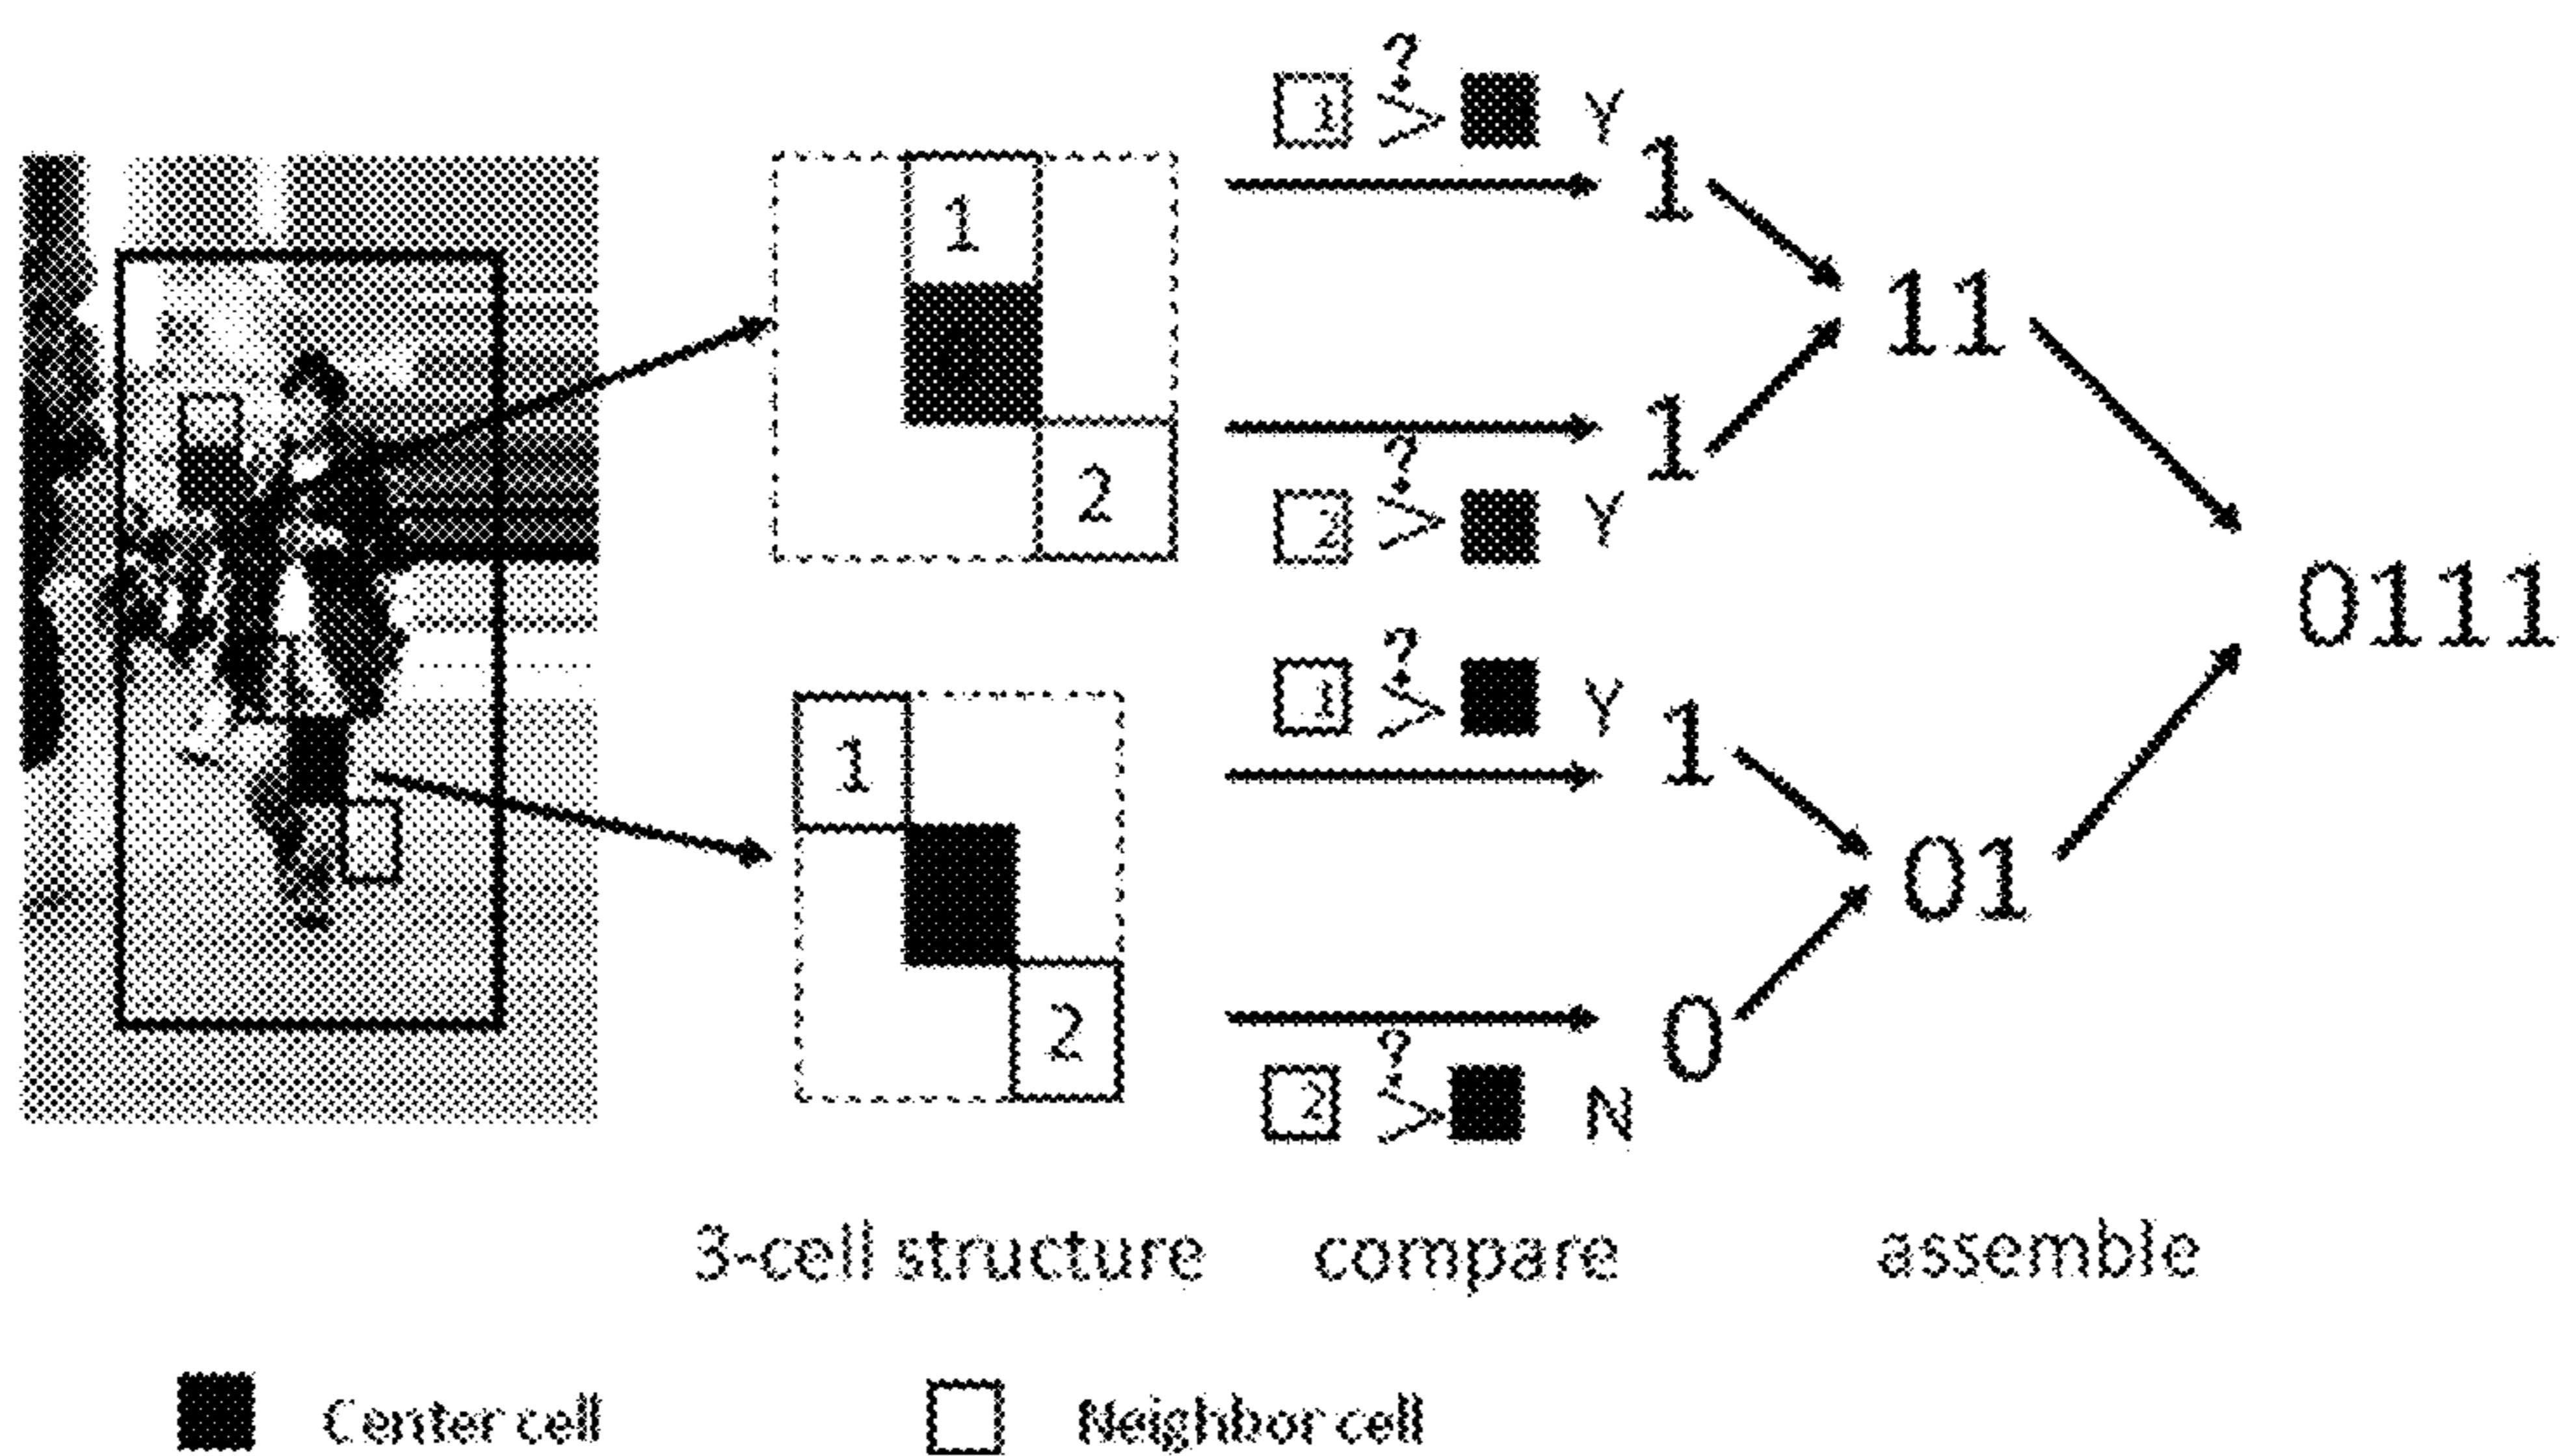 ?
1 > Y
1
1
11
1
2
?
2 > Y
0111
?
1 > Y
1
1
01
2
0
?
2 > N
3-cell structure compare assemble
Center cell Neighbor cell